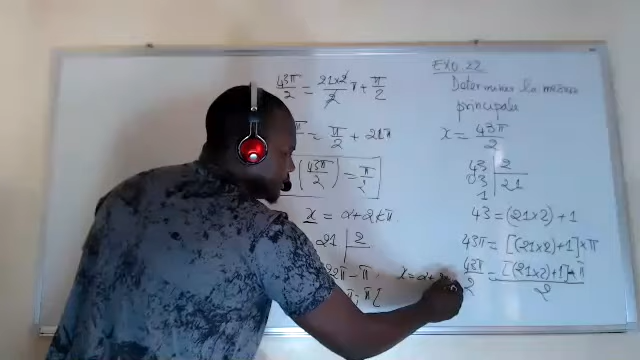 EXO 22
Determiner la mesure
principale
x = 43π/2
43 | 2
03 | 21
1
43 = (21×2) + 1
43π = [(21×2)+1]×π
43π/2 = [(21×2)+1]×π/2
43π/2 = 21×2/2 π + π/2
= π/2 + 21π
(43π/2) = π/2
x = α + 2kπ
21 | 2